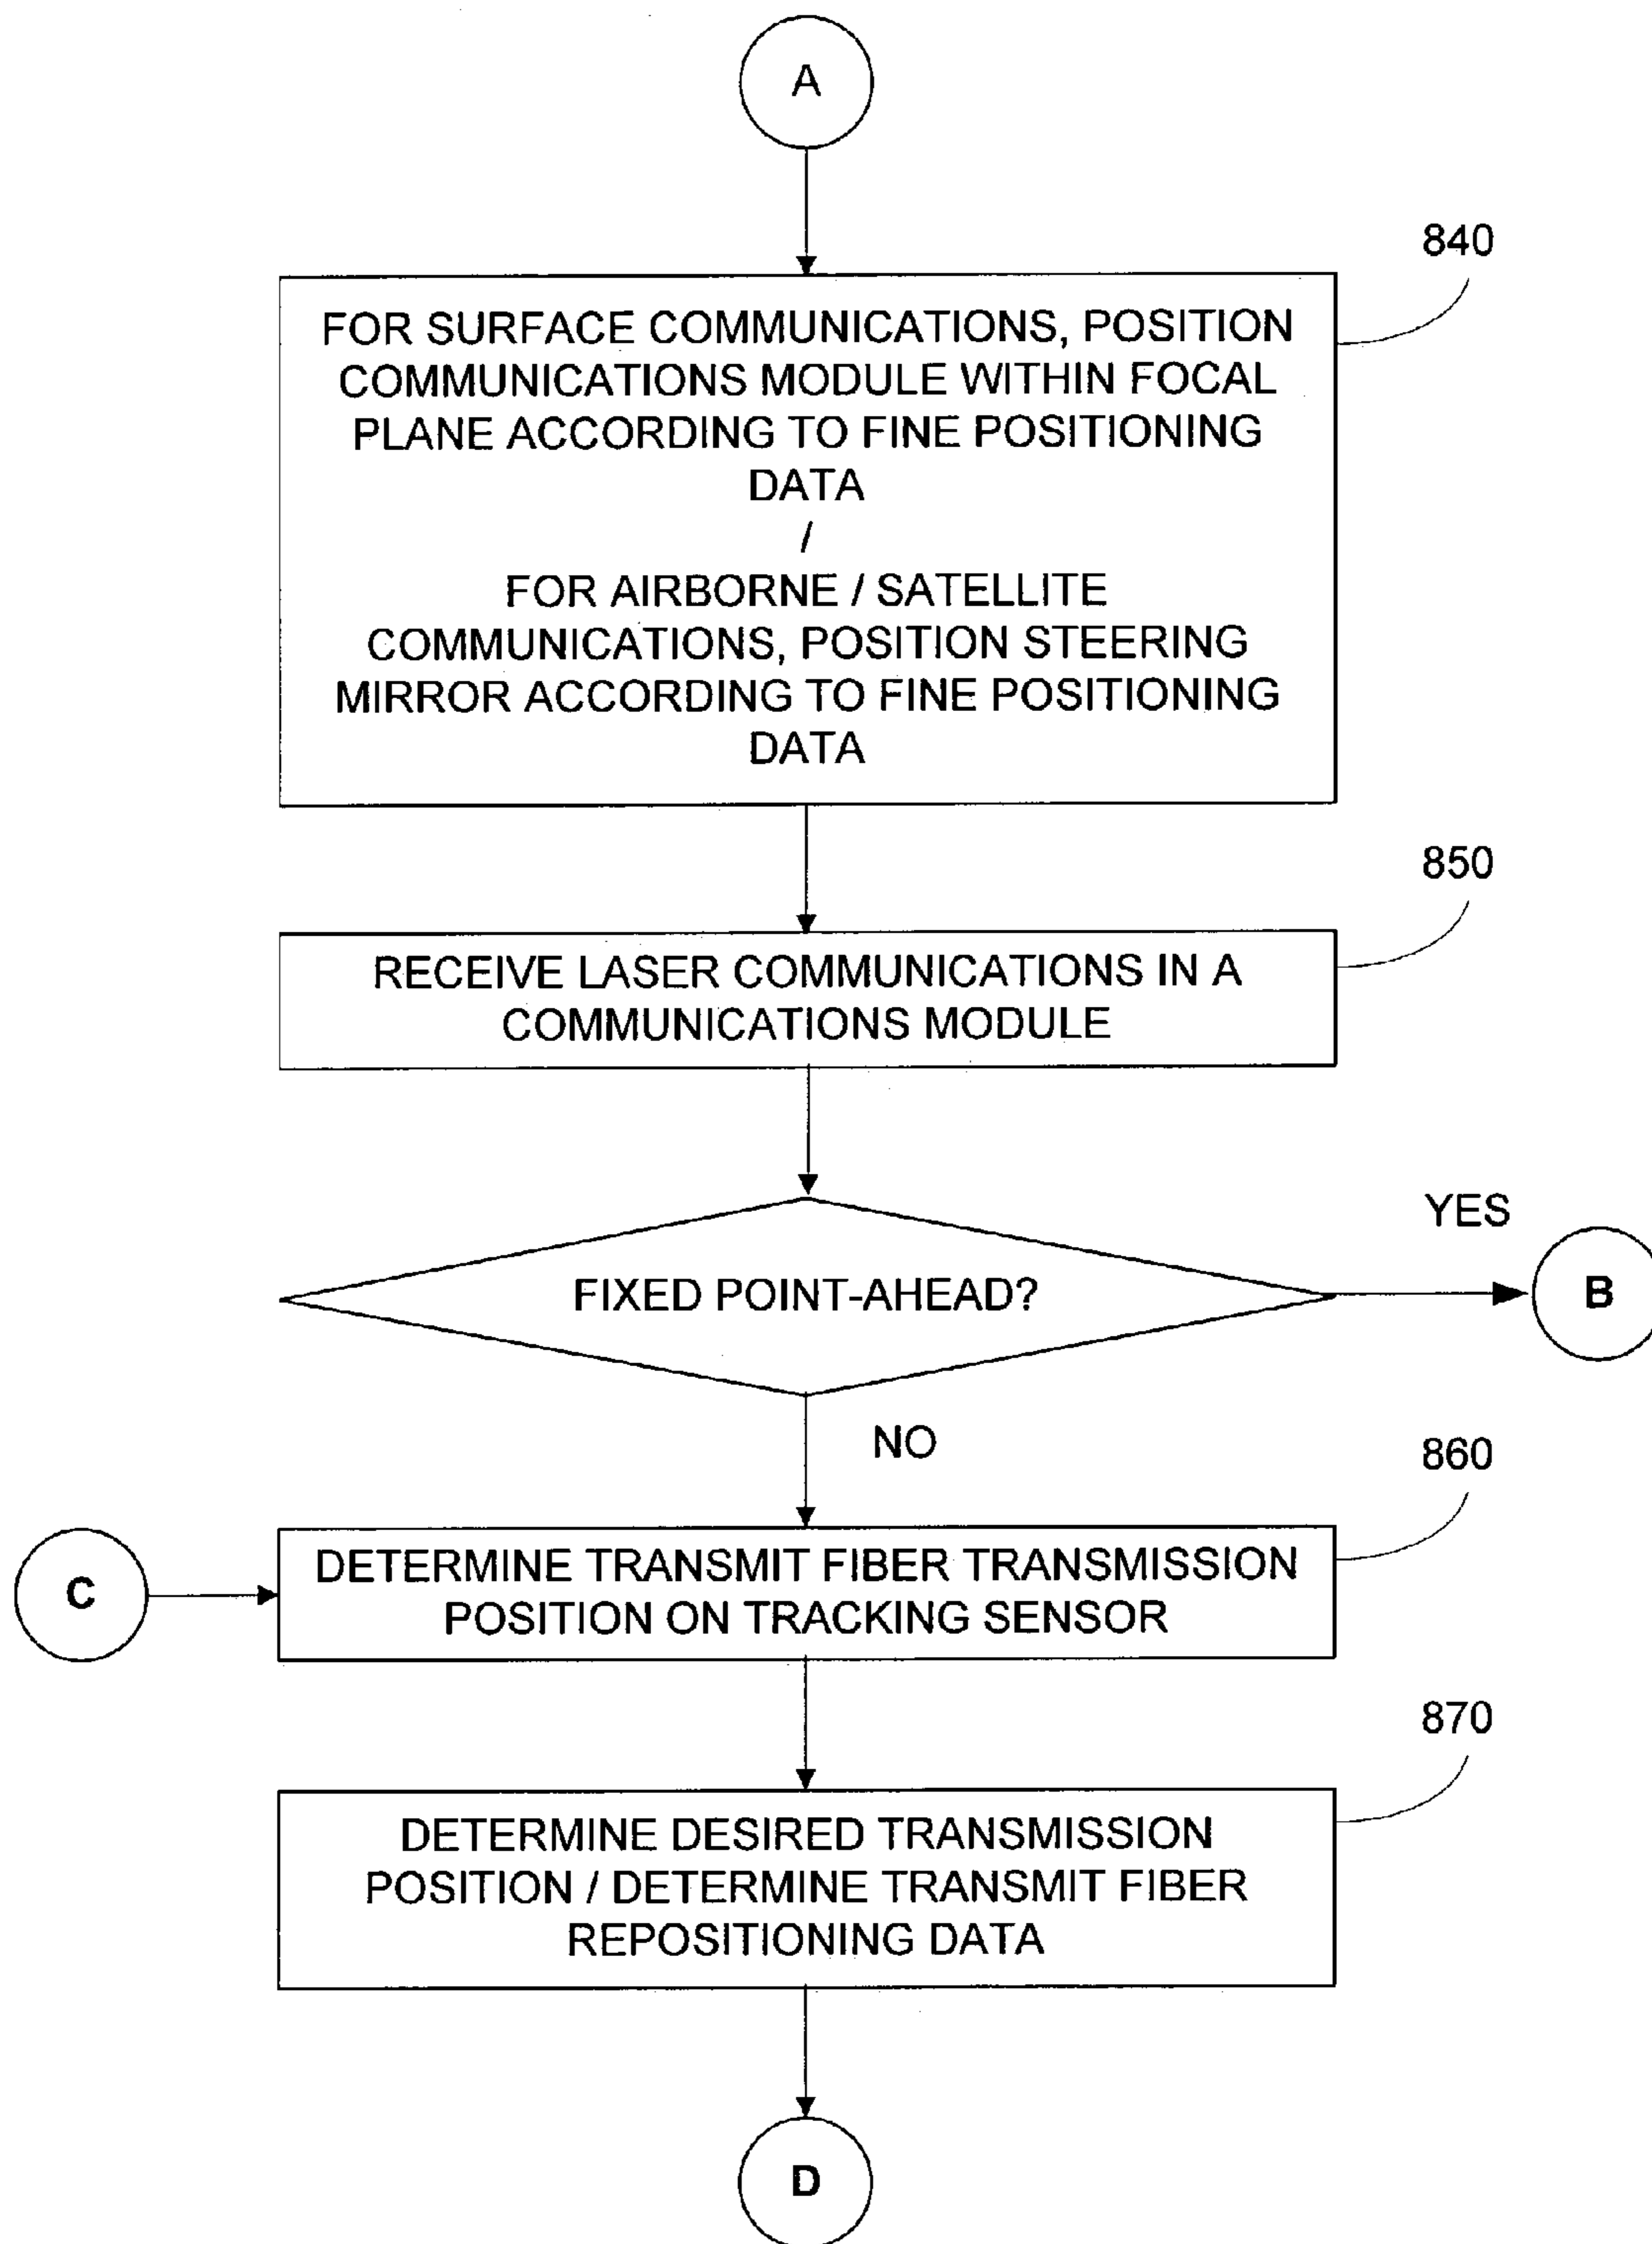 A
840
FOR SURFACE COMMUNICATIONS, POSITION
COMMUNICATIONS MODULE WITHIN FOCAL
PLANE ACCORDING TO FINE POSITIONING
DATA
/
FOR AIRBORNE / SATELLITE
COMMUNICATIONS, POSITION STEERING
MIRROR ACCORDING TO FINE POSITIONING
DATA
850
RECEIVE LASER COMMUNICATIONS IN A
COMMUNICATIONS MODULE
YES
FIXED POINT-AHEAD?
B
NO
860
C
DETERMINE TRANSMIT FIBER TRANSMISSION
POSITION ON TRACKING SENSOR
870
DETERMINE DESIRED TRANSMISSION
POSITION / DETERMINE TRANSMIT FIBER
REPOSITIONING DATA
D